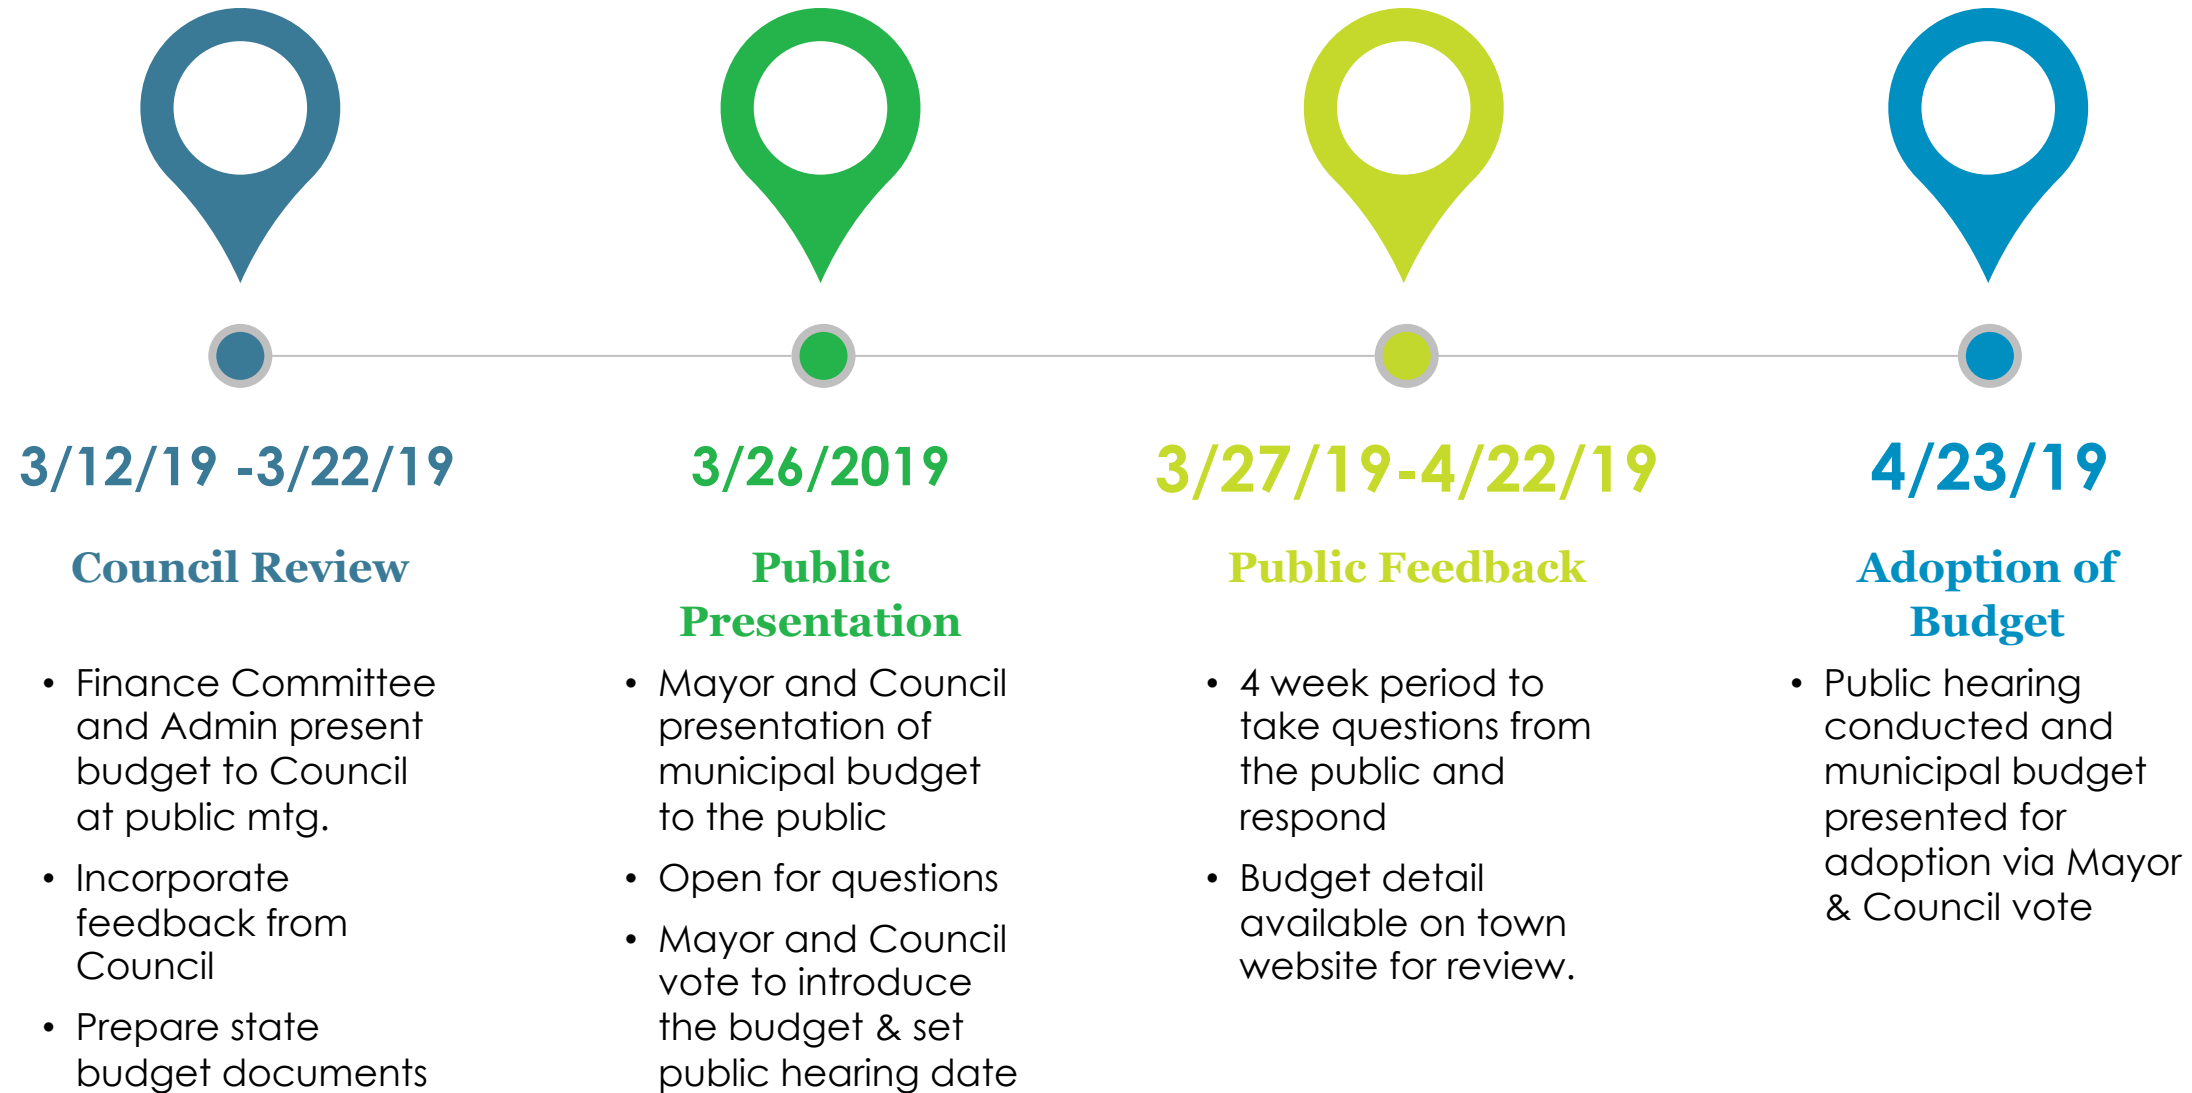 3/12/19 -3/22/19
Council Review
• Finance Committee
and Admin present
budget to Council
at public mtg.
• Incorporate
feedback from
Council
• Prepare state
budget documents
3/26/2019
Public
Presentation
• Mayor and Council
presentation of
municipal budget
to the public
• Open for questions
• Mayor and Council
vote to introduce
the budget & set
public hearing date
3/27/19-4/22/19
Public Feedback
• 4 week period to
take questions from
the public and
respond
• Budget detail
available on town
website for review.
4/23/19
Adoption of
Budget
• Public hearing
conducted and
municipal budget
presented for
adoption via Mayor
& Council vote